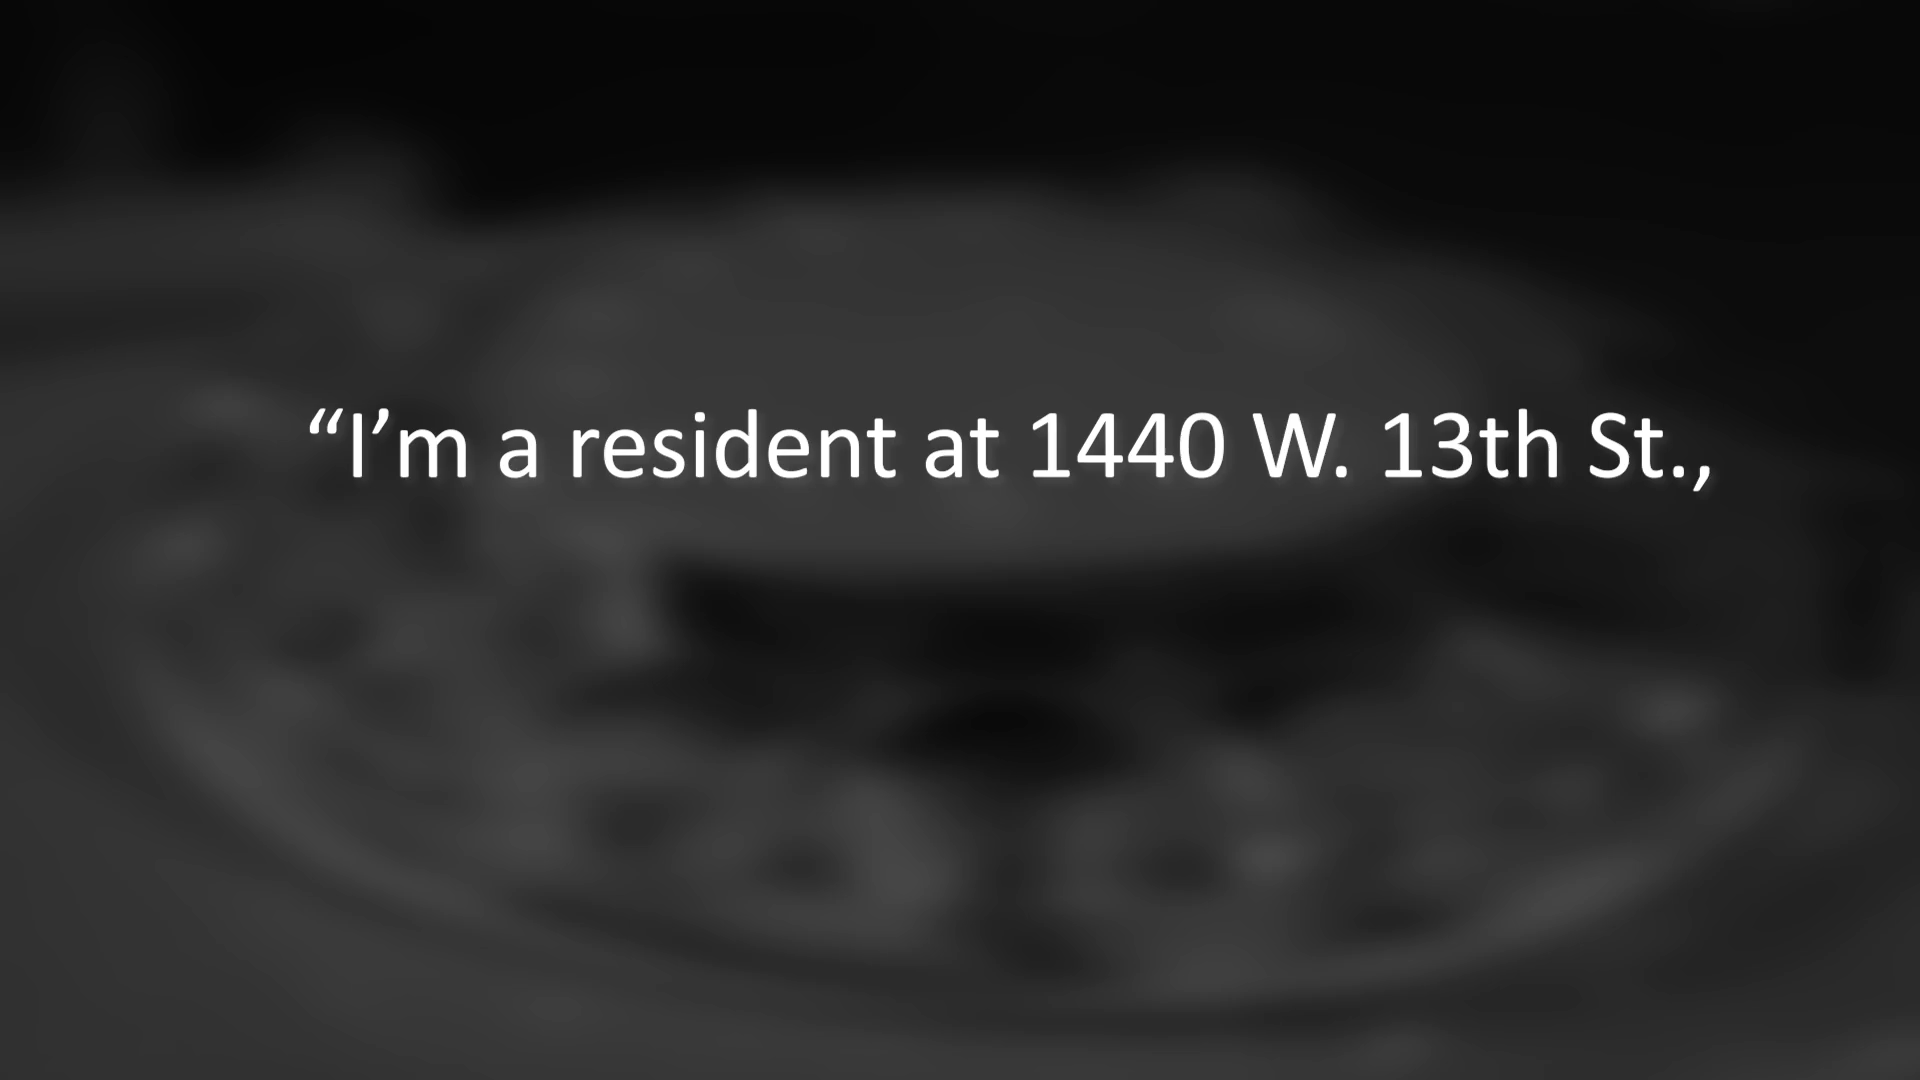 “I’m a resident at 1440 W. 13th St.,